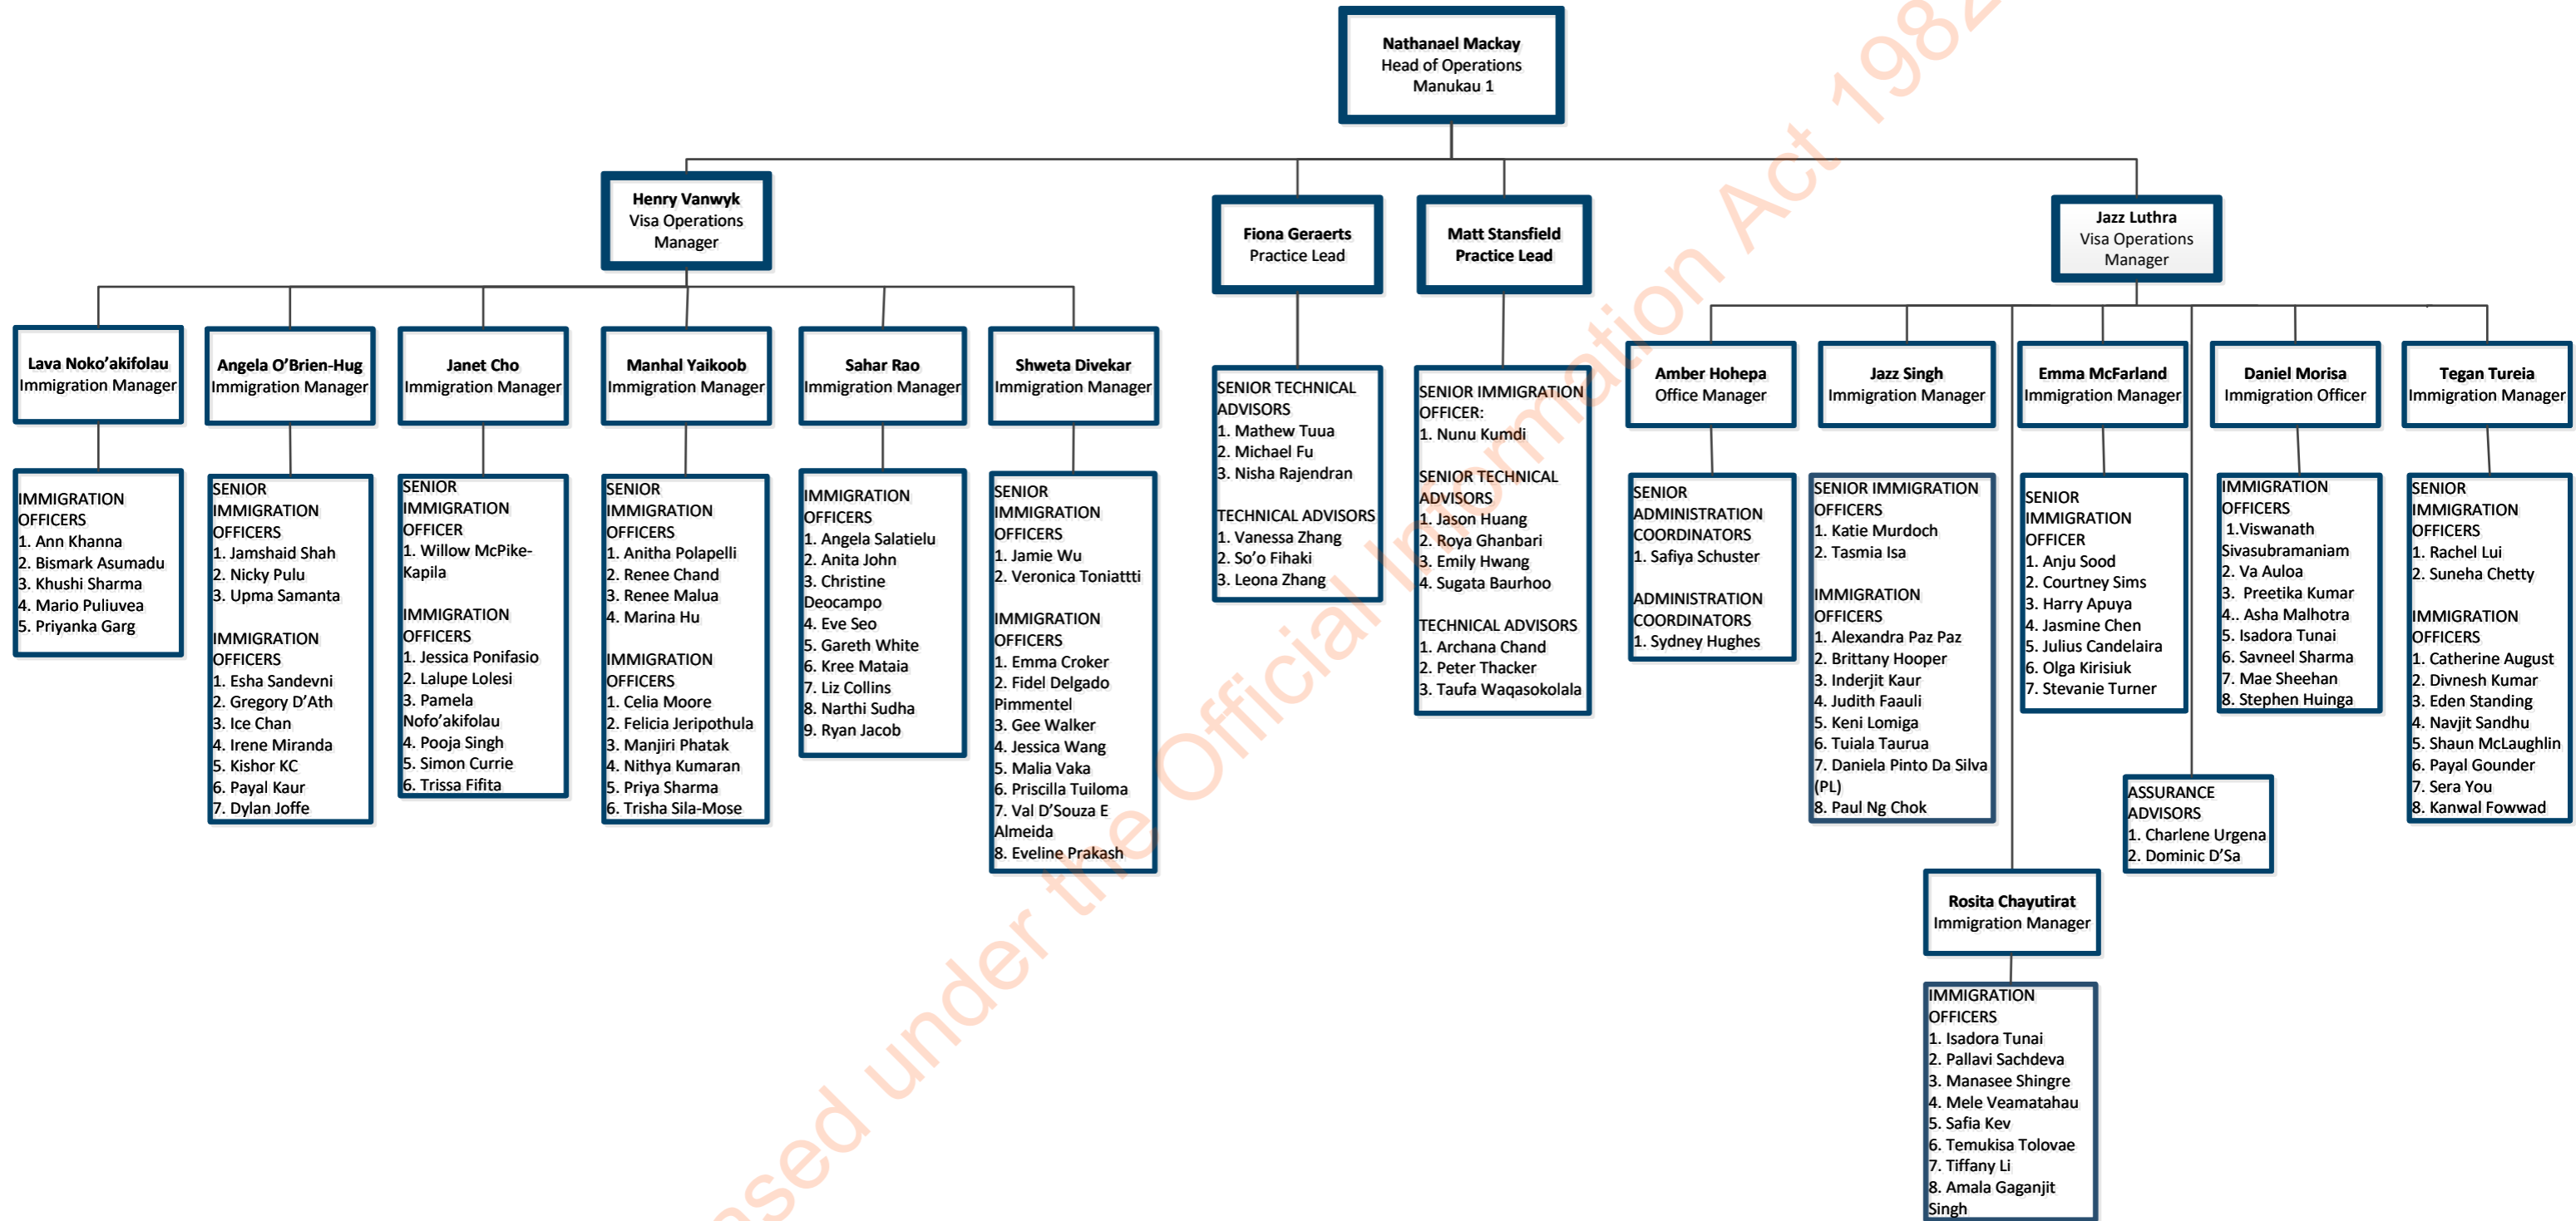 Nathanael Mackay
Head of Operations
Manukau 1
Henry Vanwyk
Visa Operations
Manager
Fiona Geraerts
Practice Lead
Matt Stansfield
Practice Lead
Jazz Luthra
Visa Operations
Manager
Lava Noko'akifolau
Immigration Manager
Angela O'Brien-Hug
Immigration Manager
Janet Cho
Immigration Manager
Manhal Yaikoob
Immigration Manager
Sahar Rao
Immigration Manager
Shweta Divekar
Immigration Manager
Amber Hohepa
Office Manager
Jazz Singh
Immigration Manager
Emma McFarland
Immigration Manager
Daniel Morisa
Immigration Officer
Tegan Tureia
Immigration Manager
IMMIGRATION
OFFICERS
1. Ann Khanna
2. Bismark Asumadu
3. Khushi Sharma
4. Mario Puliuvea
5. Priyanka Garg
SENIOR
IMMIGRATION
OFFICERS
1. Jamshaid Shah
2. Nicky Pulu
3. Upma Samanta
IMMIGRATION
OFFICERS
1. Esha Sandevni
2. Gregory D'Ath
3. Ice Chan
4. Irene Miranda
5. Kishor KC
6. Payal Kaur
7. Dylan Joffe
SENIOR
IMMIGRATION
OFFICER
1. Willow McPike-
Kapila
IMMIGRATION
OFFICERS
1. Jessica Ponifasio
2. Lalupe Lolesi
3. Pamela
Nofo'akifolau
4. Pooja Singh
5. Simon Currie
6. Trissa Fifita
SENIOR
IMMIGRATION
OFFICERS
1. Anitha Polapelli
2. Renee Chand
3. Renee Malua
4. Marina Hu
IMMIGRATION
OFFICERS
1. Celia Moore
2. Felicia Jeripothula
3. Manjiri Phatak
4. Nithya Kumaran
5. Priya Sharma
6. Trisha Sila-Mose
IMMIGRATION
OFFICERS
1. Angela Salatielu
2. Anita John
3. Christine
Deocampo
4. Eve Seo
5. Gareth White
6. Kree Mataia
7. Liz Collins
8. Narthi Sudha
9. Ryan Jacob
SENIOR
IMMIGRATION
OFFICERS
1. Jamie Wu
2. Veronica Toniattti
IMMIGRATION
OFFICERS
1. Emma Croker
2. Fidel Delgado
Pimmentel
3. Gee Walker
4. Jessica Wang
5. Malia Vaka
6. Priscilla Tuiloma
7. Val D'Souza E
Almeida
8. Eveline Prakash
SENIOR TECHNICAL
ADVISORS
1. Mathew Tuua
2. Michael Fu
3. Nisha Rajendran
TECHNICAL ADVISORS
1. Vanessa Zhang
2. So'o Fihaki
3. Leona Zhang
SENIOR IMMIGRATION
OFFICER:
1. Nunu Kumdi
SENIOR TECHNICAL
ADVISORS
1. Jason Huang
2. Roya Ghanbari
3. Emily Hwang
4. Sugata Baurhoo
TECHNICAL ADVISORS
1. Archana Chand
2. Peter Thacker
3. Taufa Waqasokolala
SENIOR
ADMINISTRATION
COORDINATORS
1. Safiya Schuster
ADMINISTRATION
COORDINATORS
1. Sydney Hughes
SENIOR IMMIGRATION
OFFICERS
1. Katie Murdoch
2. Tasmia Isa
IMMIGRATION
OFFICERS
1. Alexandra Paz Paz
2. Brittany Hooper
3. Inderjit Kaur
4. Judith Faauli
5. Keni Lomiga
6. Tuiala Taurua
7. Daniela Pinto Da Silva
(PL)
8. Paul Ng Chok
SENIOR
IMMIGRATION
OFFICER
1. Anju Sood
2. Courtney Sims
3. Harry Apuya
4. Jasmine Chen
5. Julius Candelaira
6. Olga Kirisiuk
7. Stevanie Turner
IMMIGRATION
OFFICERS
1.Viswanath
Sivasubramaniam
2. Va Auloa
3. Preetika Kumar
4.. Asha Malhotra
5. Isadora Tunai
6. Savneel Sharma
7. Mae Sheehan
8. Stephen Huinga
SENIOR
IMMIGRATION
OFFICERS
1. Rachel Lui
2. Suneha Chetty
IMMIGRATION
OFFICERS
1. Catherine August
2. Divnesh Kumar
3. Eden Standing
4. Navjit Sandhu
5. Shaun McLaughlin
6. Payal Gounder
7. Sera You
8. Kanwal Fowwad
ASSURANCE
ADVISORS
1. Charlene Urgena
2. Dominic D'Sa
Rosita Chayutirat
Immigration Manager
IMMIGRATION
OFFICERS
1. Isadora Tunai
2. Pallavi Sachdeva
3. Manasee Shingre
4. Mele Veamatahau
5. Safia Kev
6. Temukisa Tolovae
7. Tiffany Li
8. Amala Gaganjit
Singh
under the Official Information Act 1982